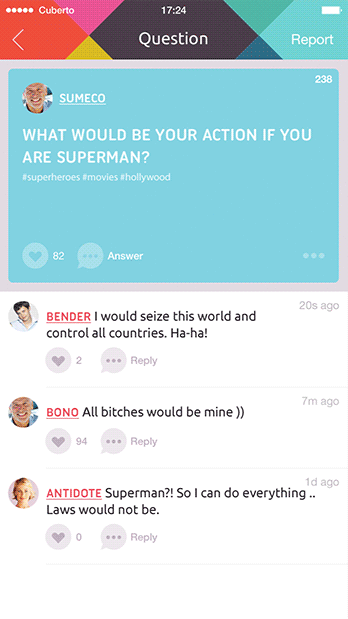 Cuberto 17:24
Question Report
238
SUMECO
WHAT WOULD BE YOUR ACTION IF YOU
ARE SUPERMAN?
#superheroes #movies #hollywood
82 Answer
20s ago
BENDER I would seize this world and
control all countries. Ha-ha!
2 Reply
7m ago
BONO All bitches would be mine ))
94 Reply
1d ago
ANTIDOTE Superman?! So I can do everything ..
Laws would not be.
0 Reply